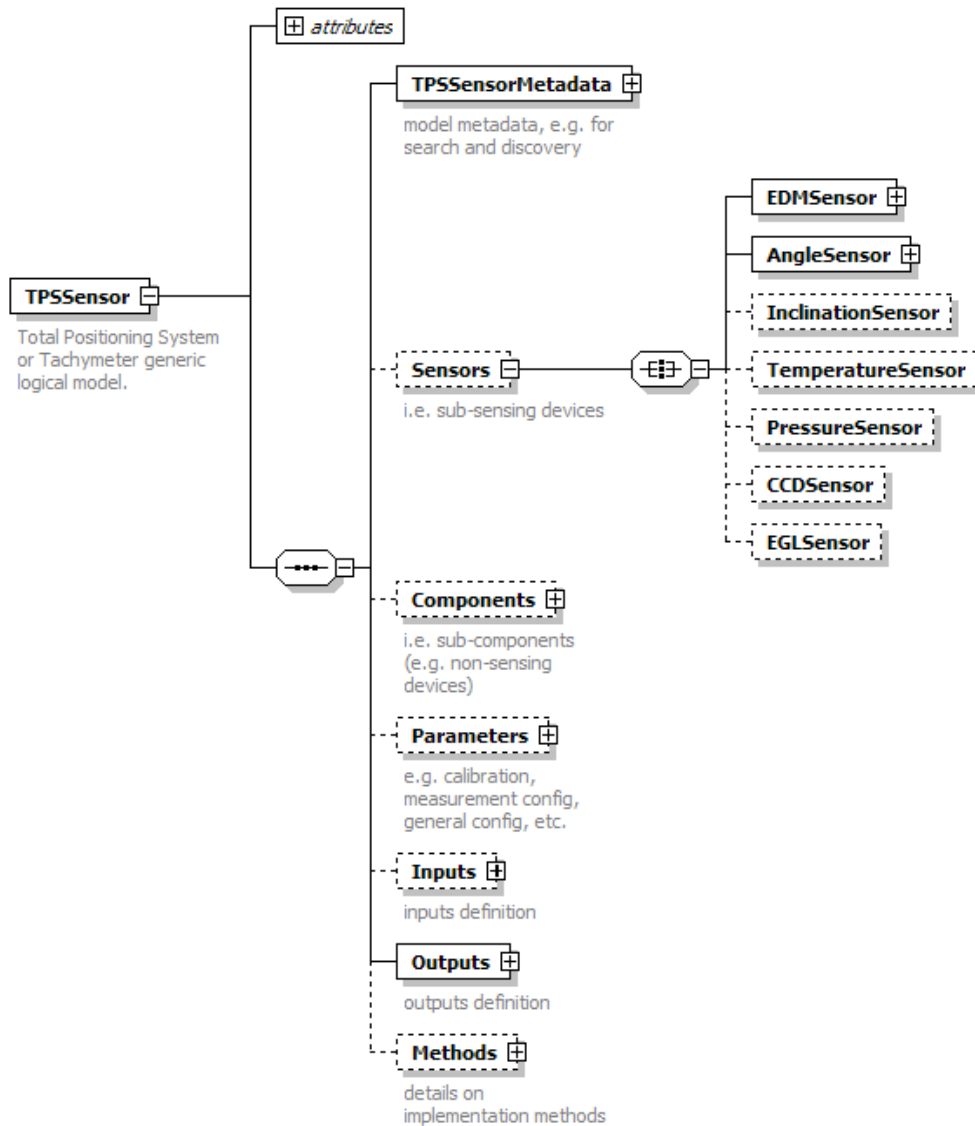 attributes
TPSSensorMetadata
model metadata, e.g. for
search and discovery
EDMSensor
AngleSensor
TPSSensor
InclinationSensor
Total Positioning System
or Tachymeter generic
logical model.
Sensors
i.e. sub-sensing devices
TemperatureSensor
PressureSensor
CCDSensor
EGLSensor
Components
i.e. sub-components
(e.g. non-sensing
devices)
Parameters
e.g. calibration,
measurement config,
general config, etc.
Inputs
inputs definition
Outputs
outputs definition
Methods
details on
implementation methods